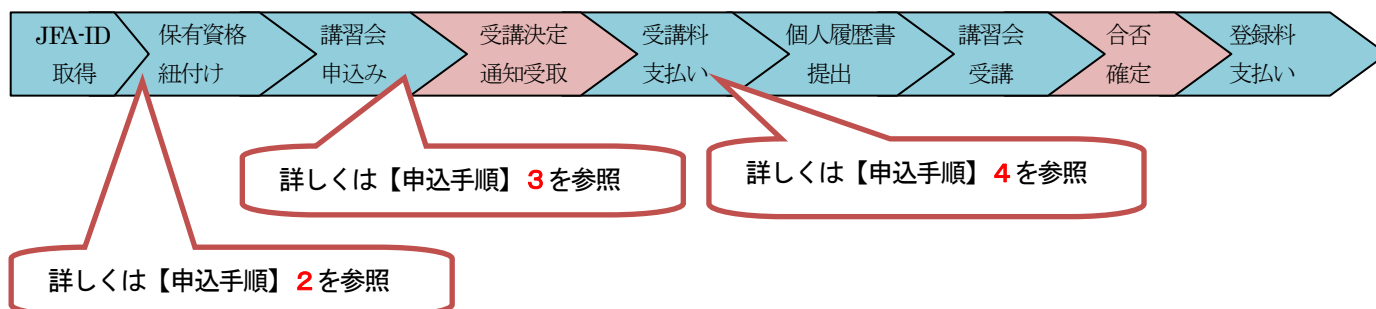 JFA-ID
取得
保有資格
紐付け
講習会
申込み
受講決定
通知受取
受講料
支払い
個人履歴書
提出
講習会
受講
合否
確定
登録料
支払い
詳しくは【申込手順】3を参照
詳しくは【申込手順】4を参照
詳しくは【申込手順】2を参照